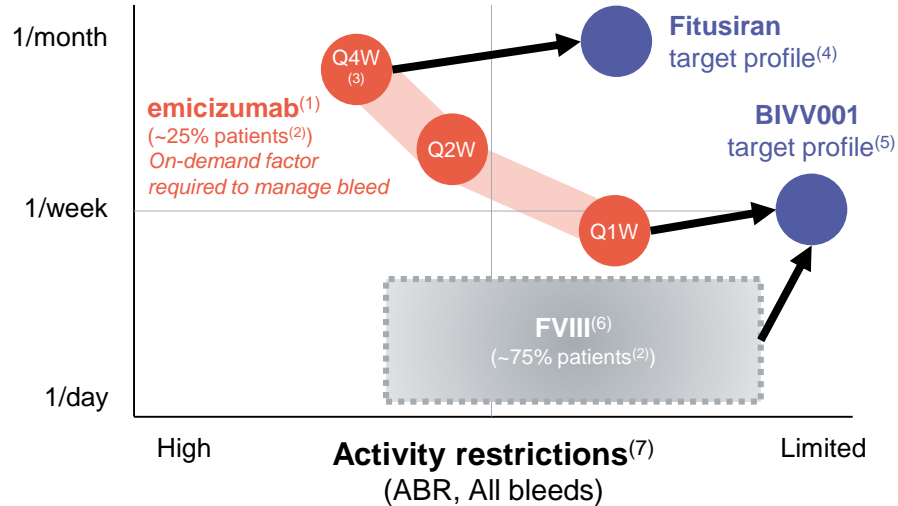 1/month
Q4W
(3)
Fitusiran
target profile(4)
emicizumab(1)
(~25% patients(2))
On-demand factor
required to manage bleed
Q2W
BIVV001
target profile(5)
1/week
Q1W
FVIII(6)
(~75% patients(2))
1/day
High
Activity restrictions(7)
(ABR, All bleeds)
Limited